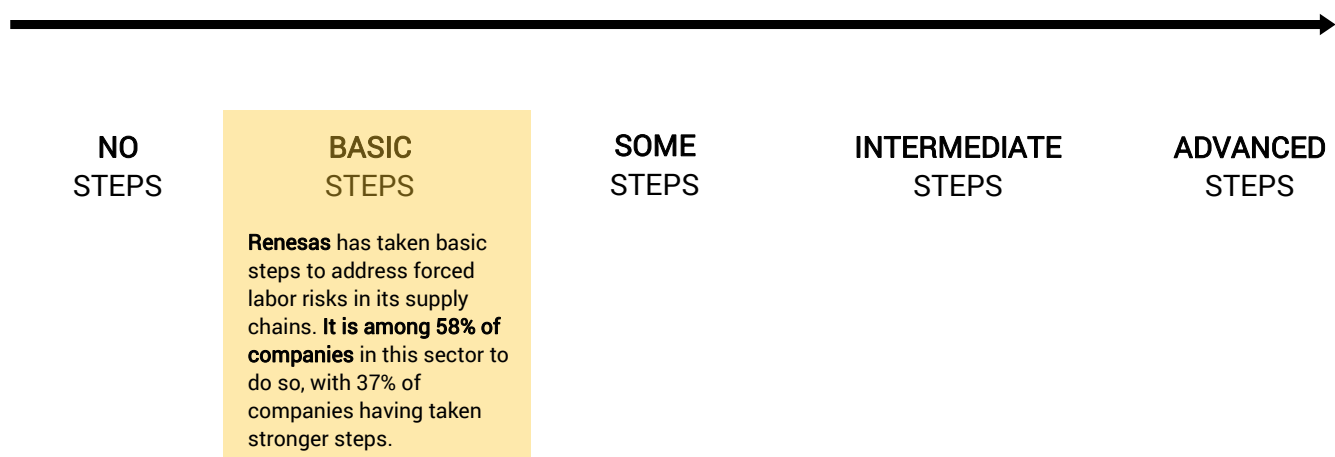 NO
STEPS
BASIC
STEPS
Renesas has taken basic
steps to address forced
labor risks in its supply
chains. It is among 58% of
companies in this sector to
do so, with 37% of
companies having taken
stronger steps.
SOME
STEPS
INTERMEDIATE
STEPS
ADVANCED
STEPS